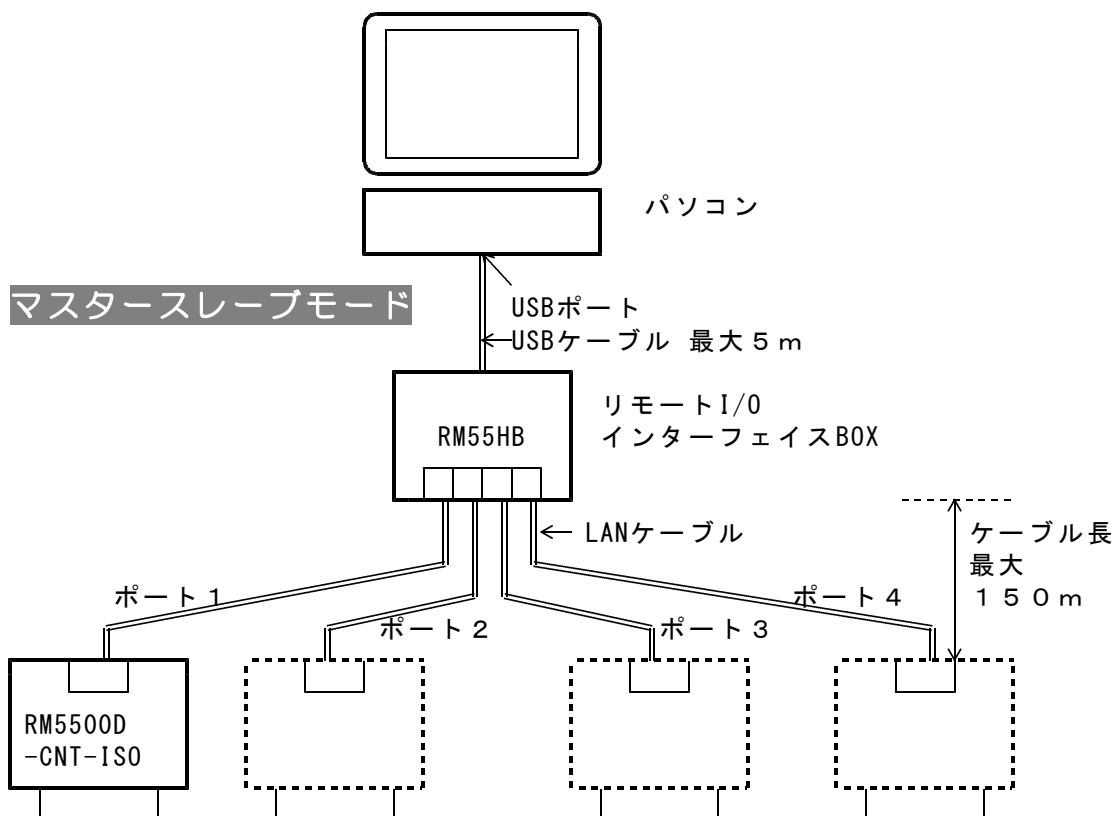 パソコン
マスタースレーブモード
USBポート
USBケーブル 最大５ｍ
リモートI/O
RM55HB
インターフェイスBOX
LANケーブル
ケーブル長
最大
１５０ｍ
ポート１
ポート２
ポート３
ポート４
RM5500D
-CNT-ISO